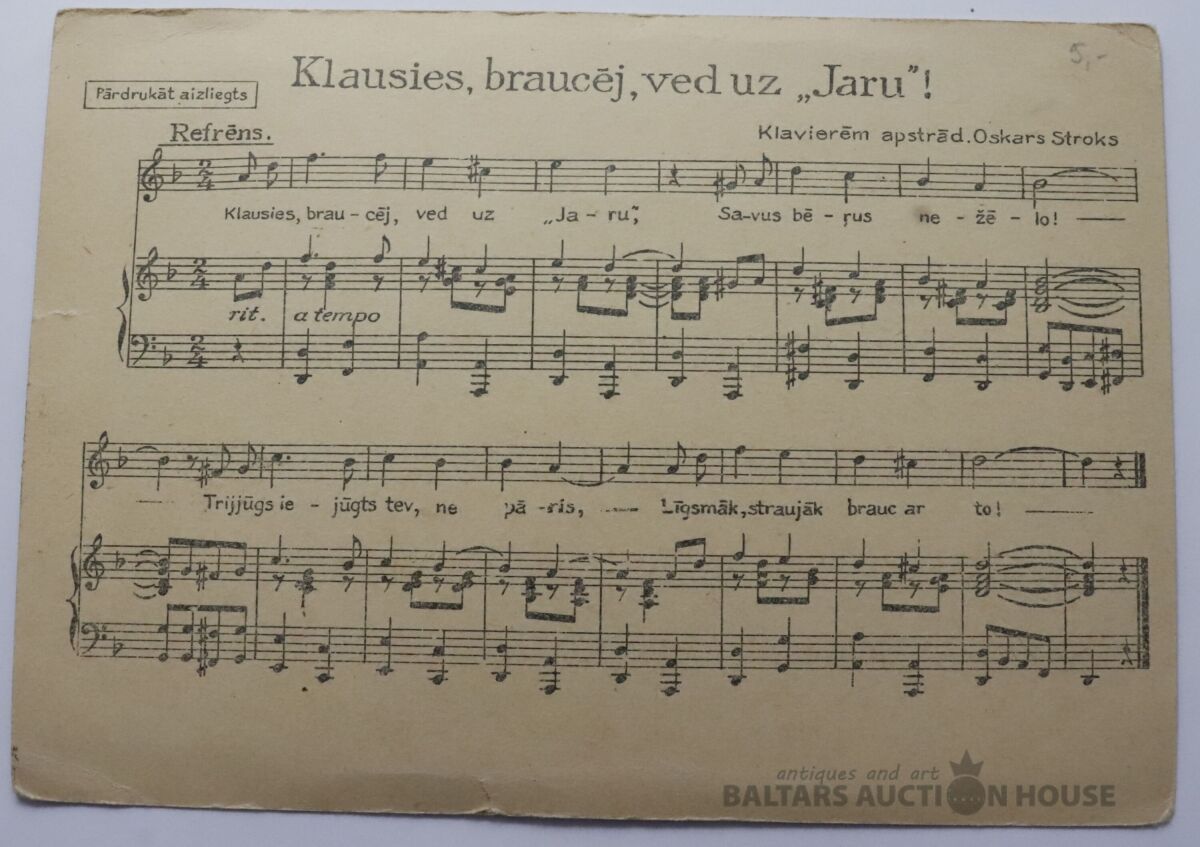 5,-
Klausies, braucēj, ved uz „Jaru"!
Pārdrukāt aizliegts
Refrēns.
Klavierēm apstrād. Oskars Stroks
Klausies, brau-cēj, ved uz „Ja-ru", Sa-vus bē-ŗus ne-žē-lo!
rit. a tempo
Trijjūgs ie-jūgts tev, ne pā-ris, Līgsmāk, straujāk brauc ar to!
antiques and art
BALTARS AUCTION HOUSE